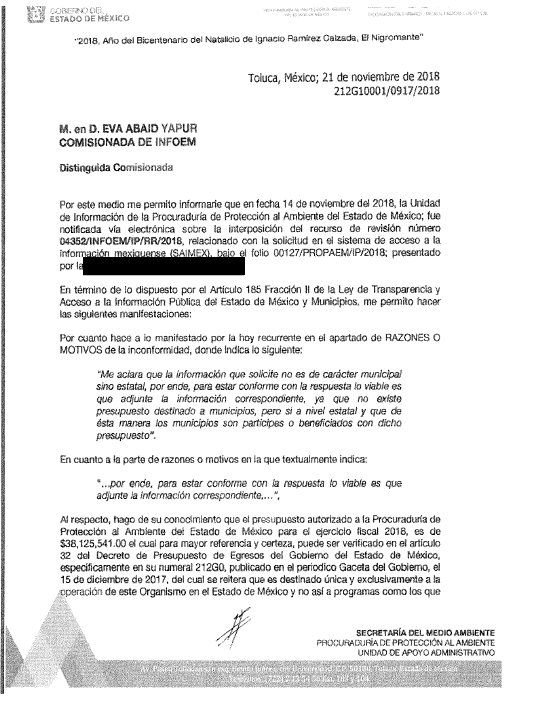 GOBIERNO DEL
ESTADO DE MÉXICO
"2018, Año del Bicentenario del Natalicio de Ignacio Ramírez Calzada, El Nigromante"
Toluca, México; 21 de noviembre de 2018
212G10001/0917/2018
M. en D. EVA ABAID YAPUR
COMISIONADA DE INFOEM
Distinguida Comisionada
Por este medio me permito informarle que en fecha 14 de noviembre del 2018, la Unidad
de Información de la Procuraduría de Protección al Ambiente del Estado de México; fue
notificada vía electrónica sobre la interposición del recurso de revisión número
04352/INFOEM/IP/RR/2018, relacionado con la solicitud en el sistema de acceso a la
información mexiquense (SAIMEX), bajo el folio 00127/PROPAEM/IP/2018; presentado
por la
En término de lo dispuesto por el Artículo 185 Fracción II de la Ley de Transparencia y
Acceso a la Información Pública del Estado de México y Municipios, me permito hacer
las siguientes manifestaciones:
Por cuanto hace a lo manifestado por la hoy recurrente en el apartado de RAZONES O
MOTIVOS de la inconformidad, donde indica lo siguiente:
"Me aclara que la información que solicite no es de carácter municipal
sino estatal, por ende, para estar conforme con la respuesta lo viable es
que adjunte la información correspondiente, ya que no existe
presupuesto destinado a municipios, pero si a nivel estatal y que de
ésta manera los municipios son partícipes o beneficiados con dicho
presupuesto".
En cuanto a la parte de razones o motivos en la que textualmente indica:
"...por ende, para estar conforme con la respuesta lo viable es que
adjunte la información correspondiente,...",
Al respecto, hago de su conocimiento que el presupuesto autorizado a la Procuraduría de
Protección al Ambiente del Estado de México para el ejercicio fiscal 2018, es de
$38,125,541.00 el cual para mayor referencia y certeza, puede ser verificado en el artículo
32 del Decreto de Presupuesto de Egresos del Gobierno del Estado de México,
específicamente en su numeral 212G0, publicado en el periodico Gaceta del Gobierno, el
15 de diciembre de 2017, del cual se reitera que es destinado única y exclusivamente a la
operación de este Organismo en el Estado de México y no así a programas como los que
SECRETARÍA DEL MEDIO AMBIENTE
PROCURADURÍA DE PROTECCIÓN AL AMBIENTE
UNIDAD DE APOYO ADMINISTRATIVO